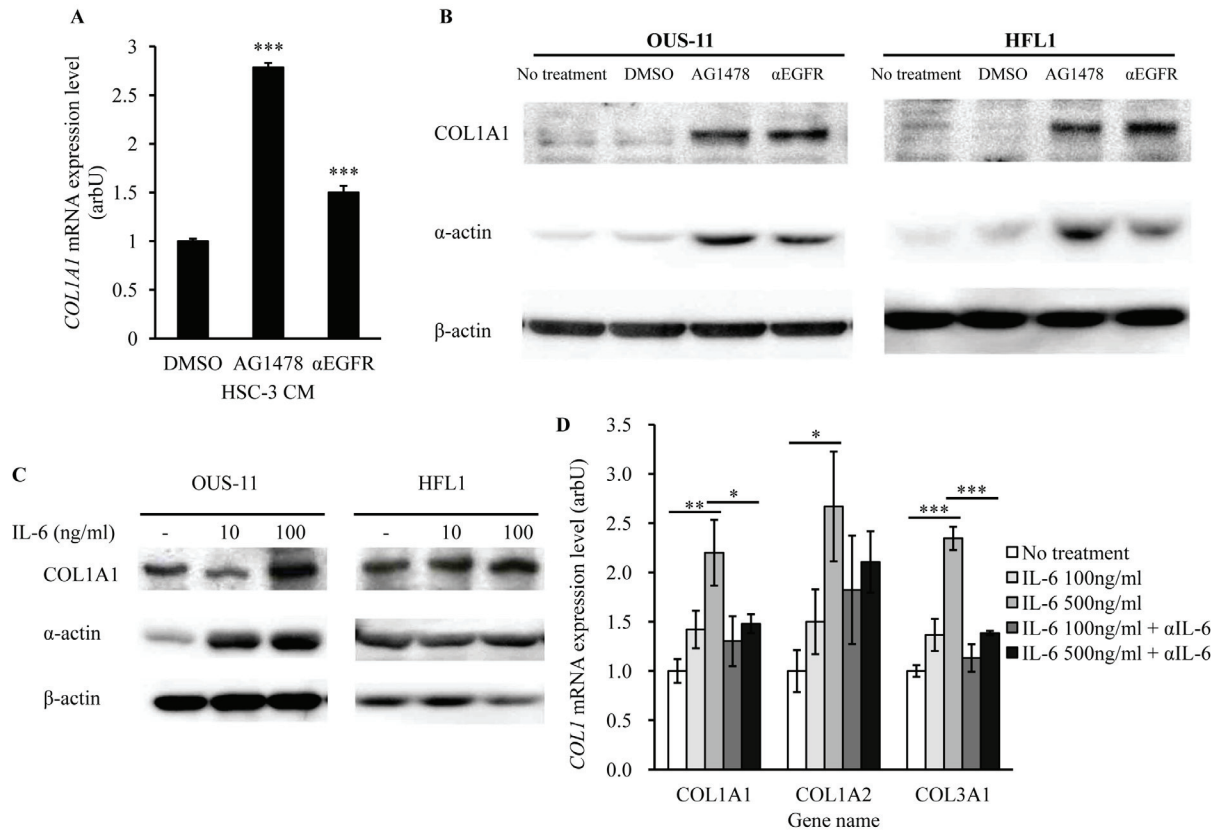 A
COL1A1 mRNA expression level
(arbU)
3
2.5
2
1.5
1
0.5
0
***
***
DMSO AG1478 αEGFR
HSC-3 CM
B
OUS-11 HFL1
No treatment DMSO AG1478 αEGFR No treatment DMSO AG1478 αEGFR
COL1A1
α-actin
β-actin
C
OUS-11 HFL1
IL-6 (ng/ml) - 10 100 - 10 100
COL1A1
α-actin
β-actin
D
COL1 mRNA expression level (arbU)
3.5
3.0
2.5
2.0
1.5
1.0
0.5
0.0
** * * *** ***
No treatment
IL-6 100ng/ml
IL-6 500ng/ml
IL-6 100ng/ml + αIL-6
IL-6 500ng/ml + αIL-6
COL1A1 COL1A2 COL3A1
Gene name